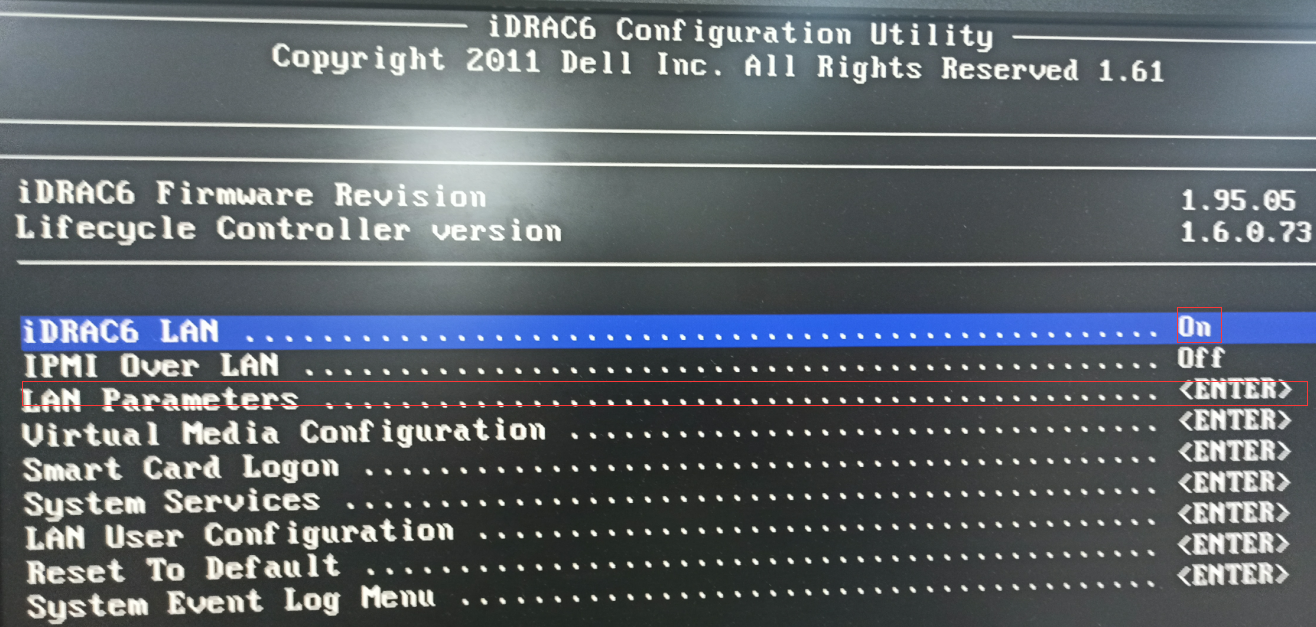 iDRAC6 Configuration Utility
Copyright 2011 Dell Inc. All Rights Reserved 1.61
iDRAC6 Firmware Revision 1.95.05
Lifecycle Controller version 1.6.0.73
iDRAC6 LAN .................................................. On
IPMI Over LAN .................................................. Off
LAN Parameters .................................................. <ENTER>
Virtual Media Configuration .................................. <ENTER>
Smart Card Logon .............................................. <ENTER>
System Services ............................................... <ENTER>
LAN User Configuration ....................................... <ENTER>
Reset To Default .............................................. <ENTER>
System Event Log Menu ........................................ <ENTER>